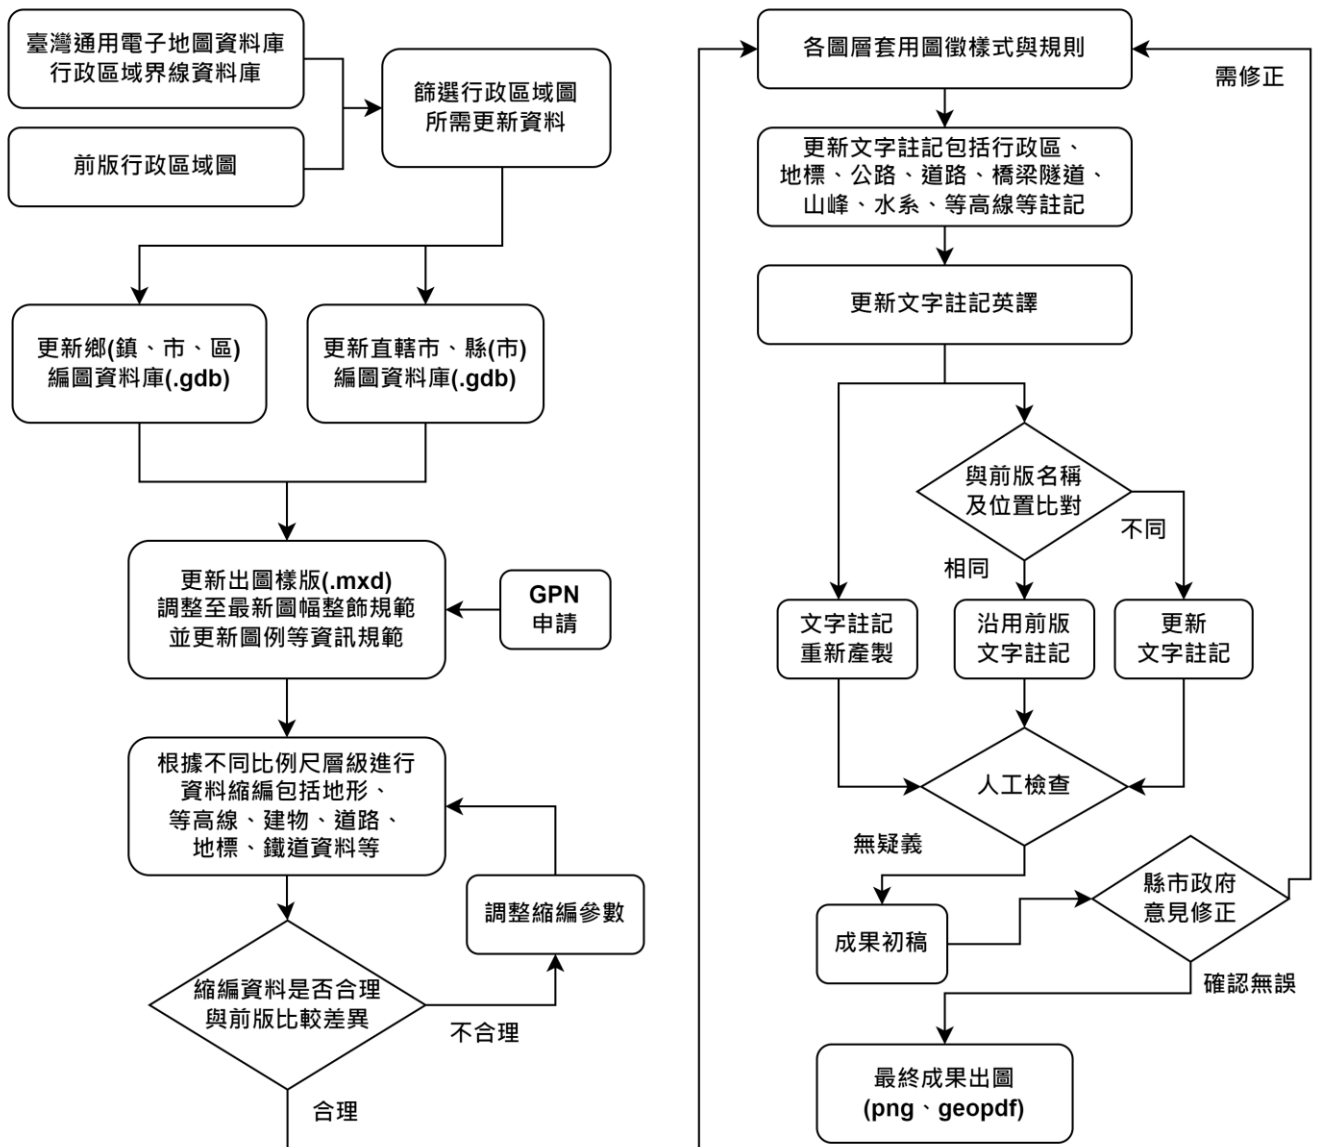 臺灣通用電子地圖資料庫
行政區域界線資料庫
前版行政區域圖
篩選行政區域圖
所需更新資料
更新鄉(鎮、市、區)
編圖資料庫(.gdb)
更新直轄市、縣(市)
編圖資料庫(.gdb)
更新出圖樣版(.mxd)
調整至最新圖幅整飾規範
並更新圖例等資訊規範
GPN
申請
根據不同比例尺層級進行
資料縮編包括地形、
等高線、建物、道路、
地標、鐵道資料等
調整縮編參數
縮編資料是否合理
與前版比較差異
不合理
合理
各圖層套用圖徵樣式與規則
需修正
更新文字註記包括行政區、
地標、公路、道路、橋梁隧道、
山峰、水系、等高線等註記
更新文字註記英譯
與前版名稱
及位置比對
不同
相同
文字註記
重新產製
沿用前版
文字註記
更新
文字註記
人工檢查
無疑義
成果初稿
縣市政府
意見修正
確認無誤
最終成果出圖
(png、geopdf)